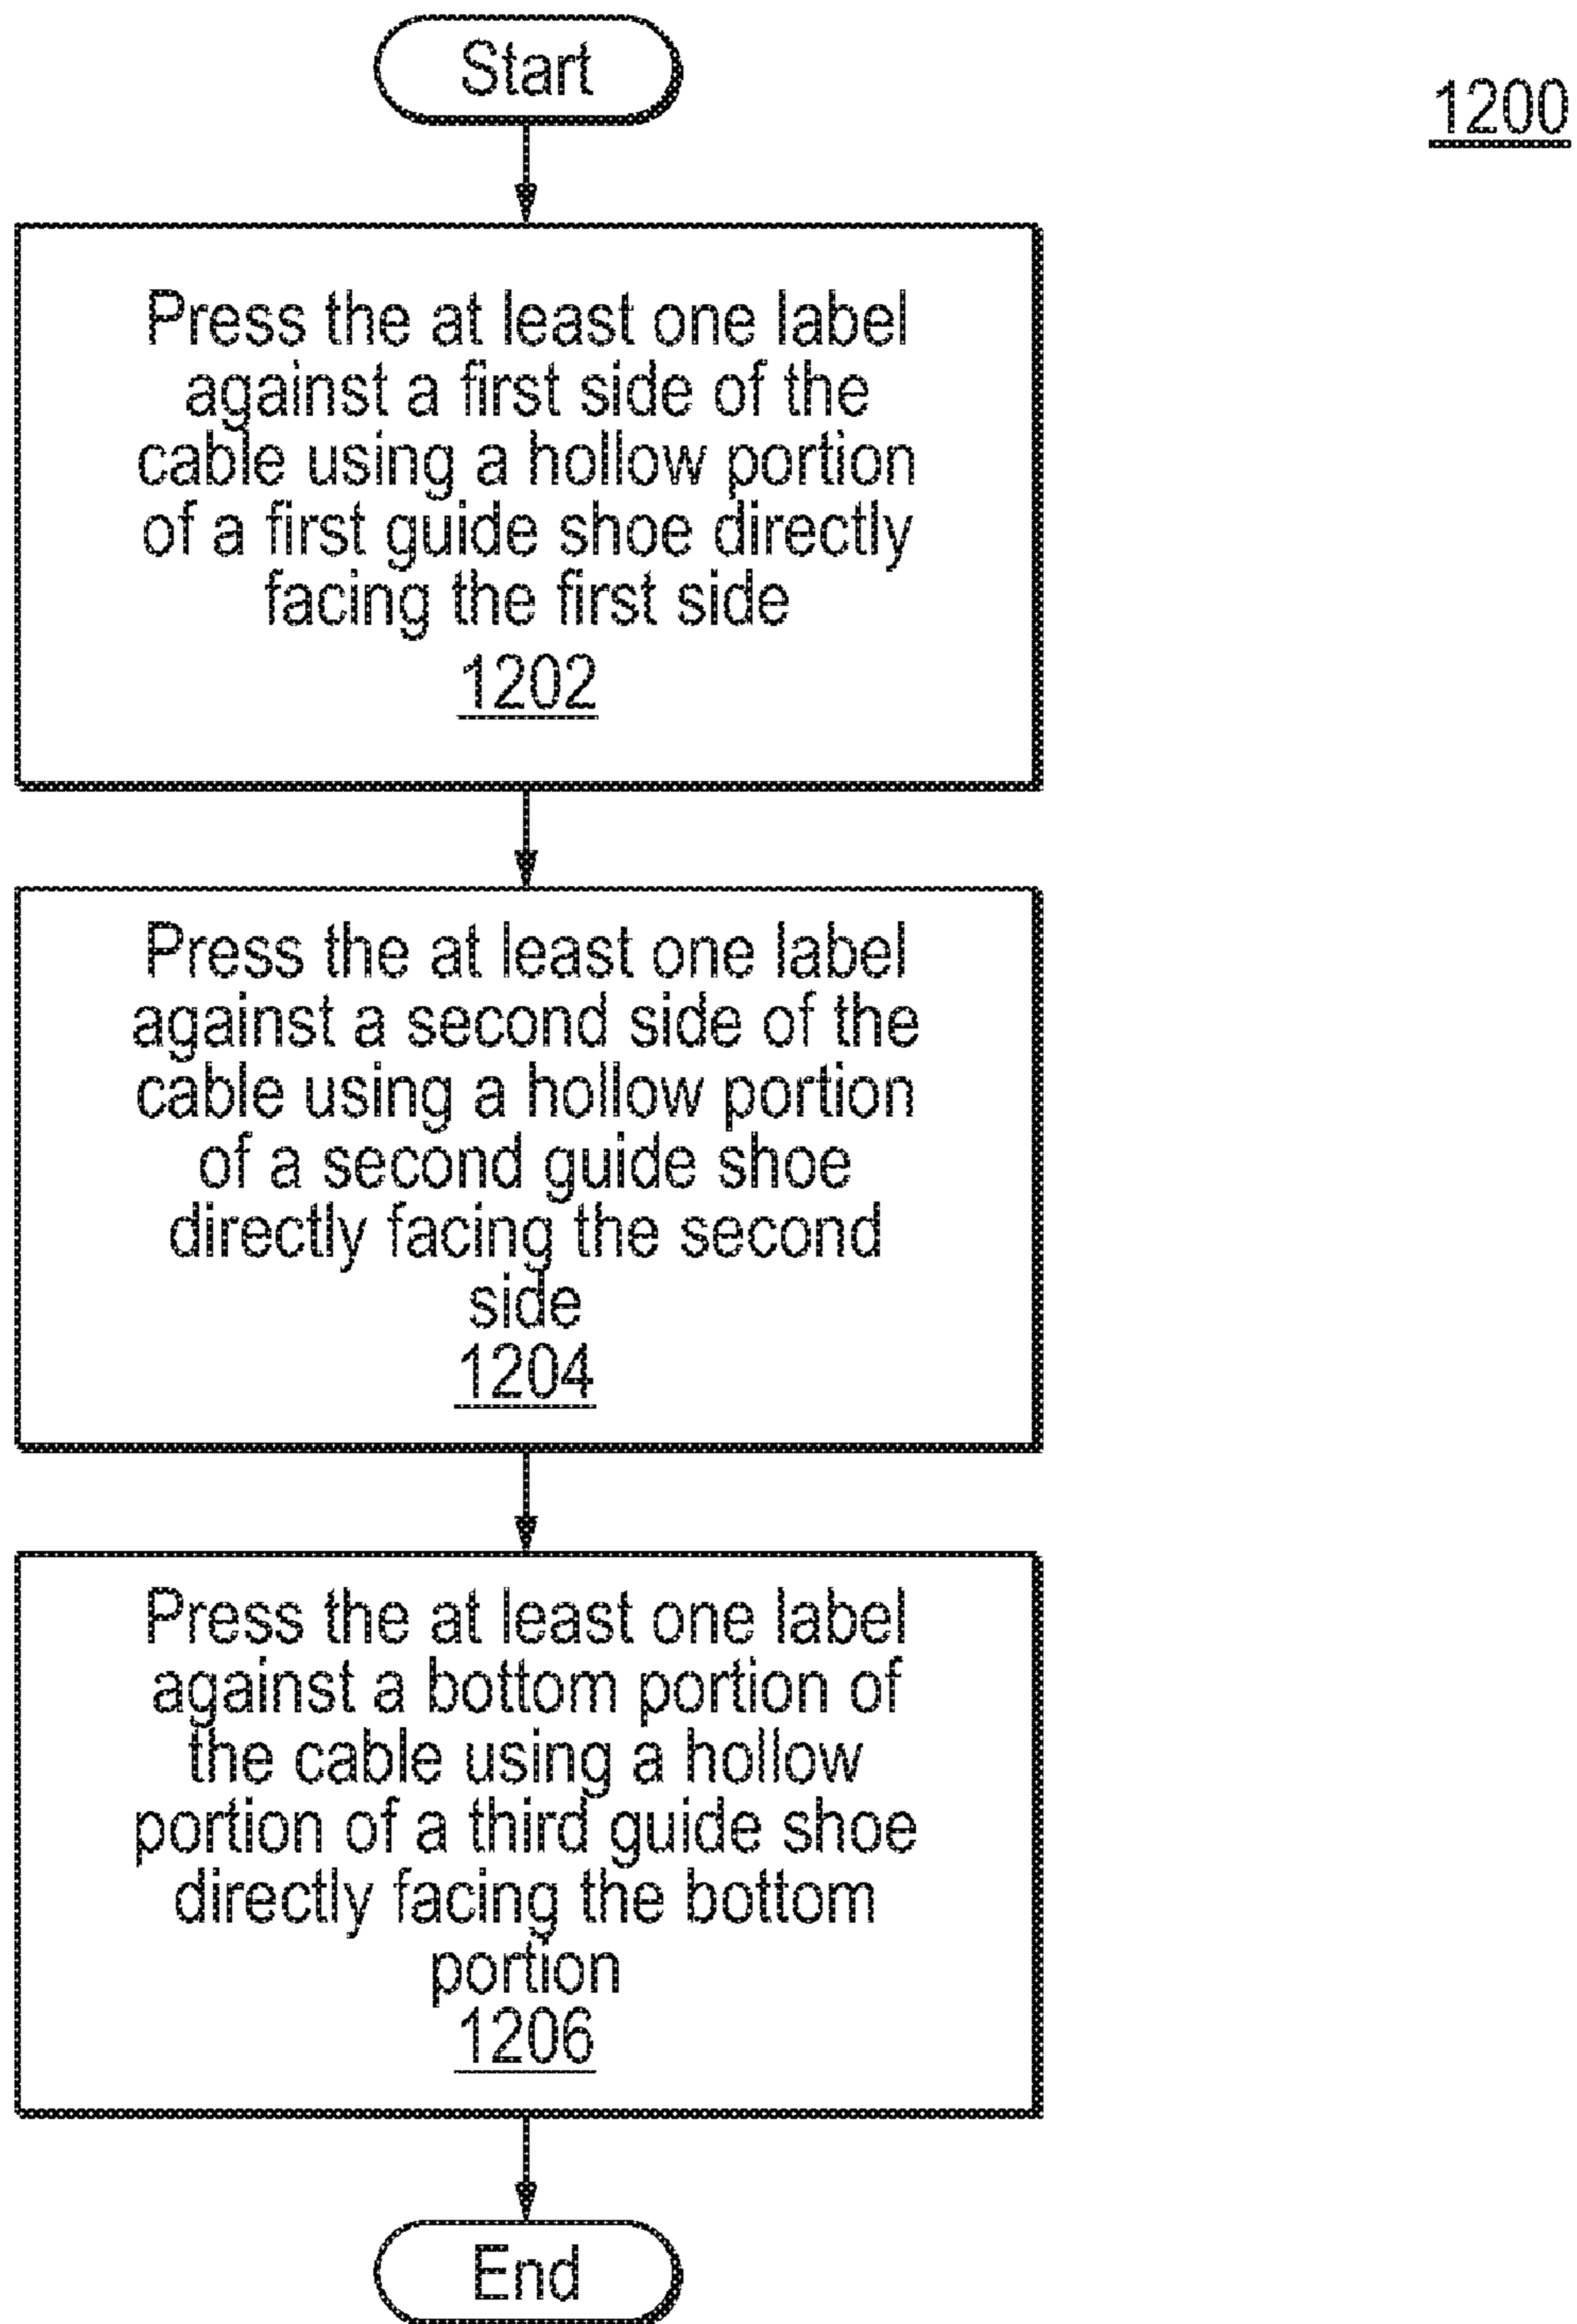 Start
1200
Press the at least one label
against a first side of the
cable using a hollow portion
of a first guide shoe directly
facing the first side
1202
Press the at least one label
against a second side of the
cable using a hollow portion
of a second guide shoe
directly facing the second
side
1204
Press the at least one label
against a bottom portion of
the cable using a hollow
portion of a third guide shoe
directly facing the bottom
portion
1206
End